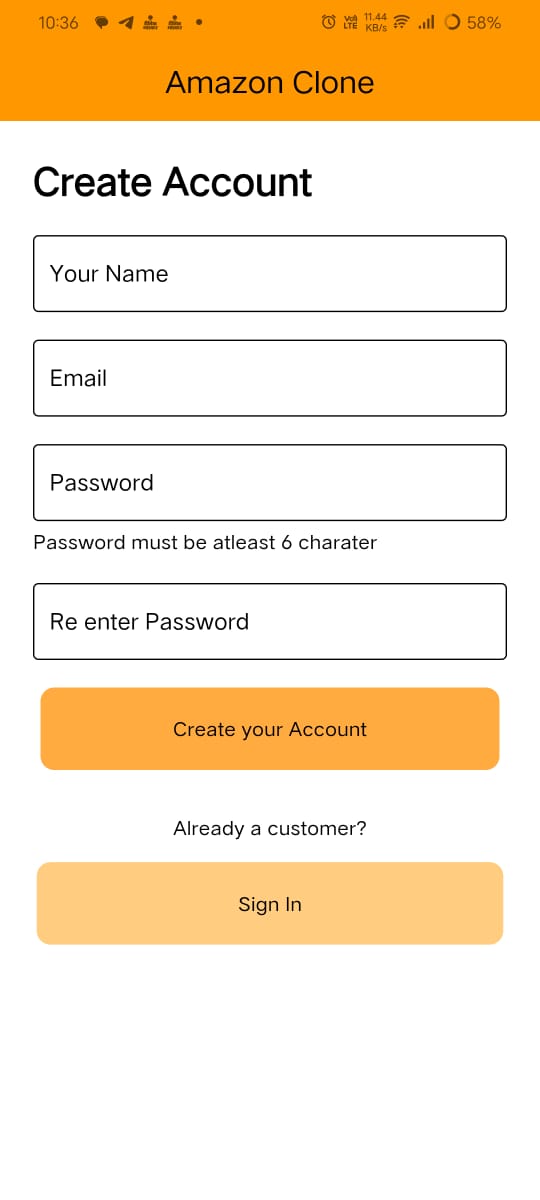 10:36
Vo) LTE 11.44 KB/s 58%
Amazon Clone
Create Account
Your Name
Email
Password
Password must be atleast 6 charater
Re enter Password
Create your Account
Already a customer?
Sign In